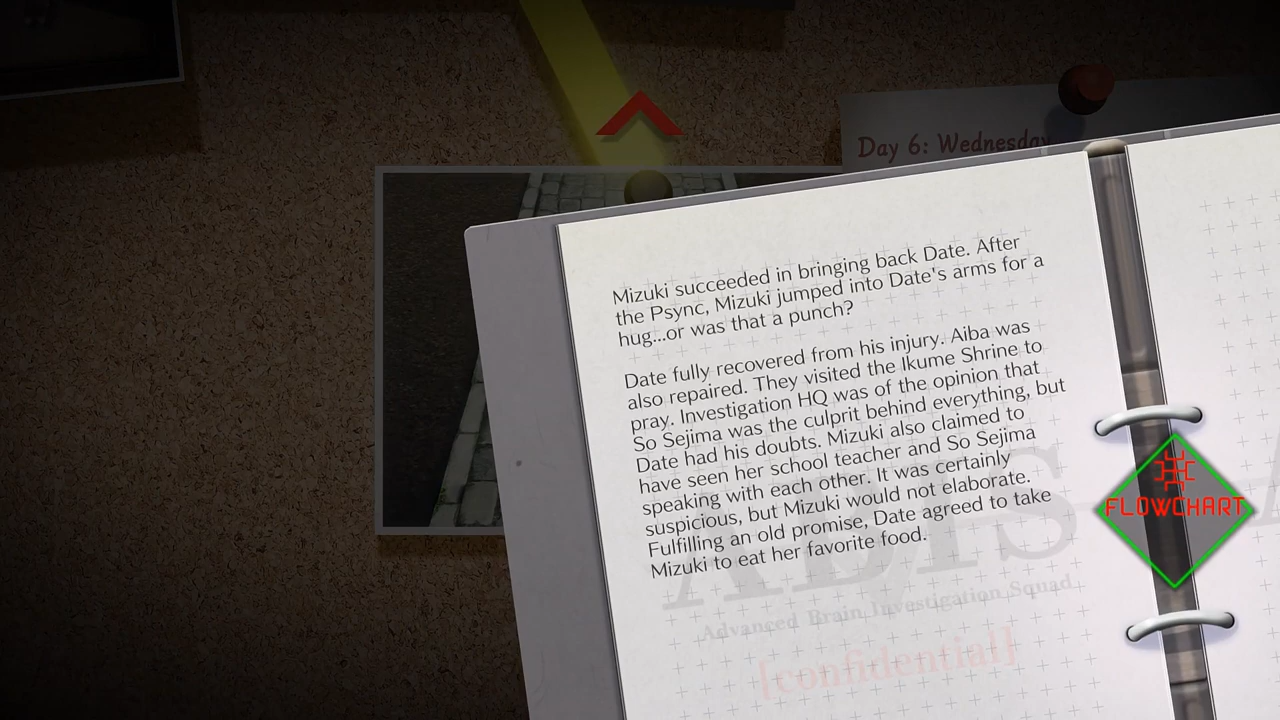 Day 6: Wednesday
Mizuki succeeded in bringing back Date. After
the Psync, Mizuki jumped into Date's arms for a
hug...or was that a punch?
Date fully recovered from his injury. Aiba was
also repaired. They visited the Ikume Shrine to
pray. Investigation HQ was of the opinion that
So Sejima was the culprit behind everything, but
Date had his doubts. Mizuki also claimed to
have seen her school teacher and So Sejima
speaking with each other. It was certainly
suspicious, but Mizuki would not elaborate.
Fulfilling an old promise, Date agreed to take
Mizuki to eat her favorite food.
FLOWCHART
ABIS
Advanced Brain Investigation Squad
[confidential]